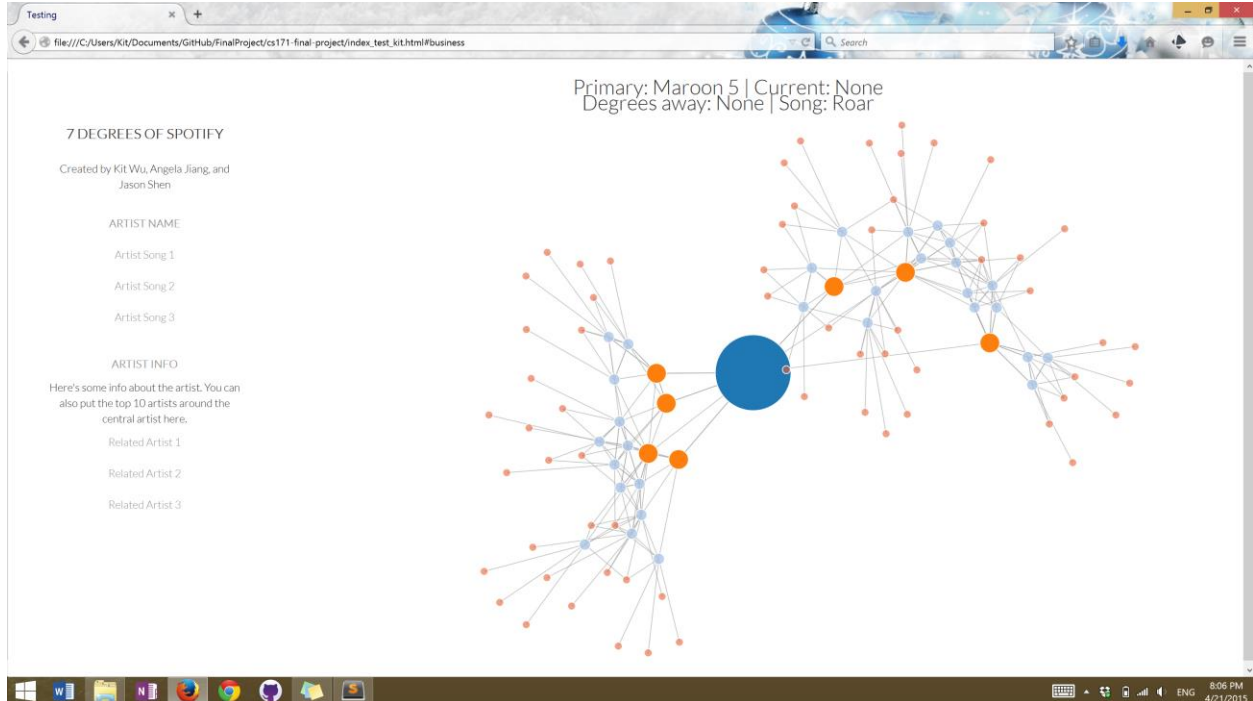 Testing
file:///C:/Users/Kit/Documents/GitHub/FinalProject/cs171-final-project/index_test_kit.html#business
Search
Primary: Maroon 5 | Current: None
Degrees away: None | Song: Roar
7 DEGREES OF SPOTIFY
Created by Kit Wu, Angela Jiang, and
Jason Shen
ARTIST NAME
Artist Song 1
Artist Song 2
Artist Song 3
ARTIST INFO
Here's some info about the artist. You can
also put the top 10 artists around the
central artist here.
Related Artist 1
Related Artist 2
Related Artist 3
ENG
8:06 PM
4/21/2015